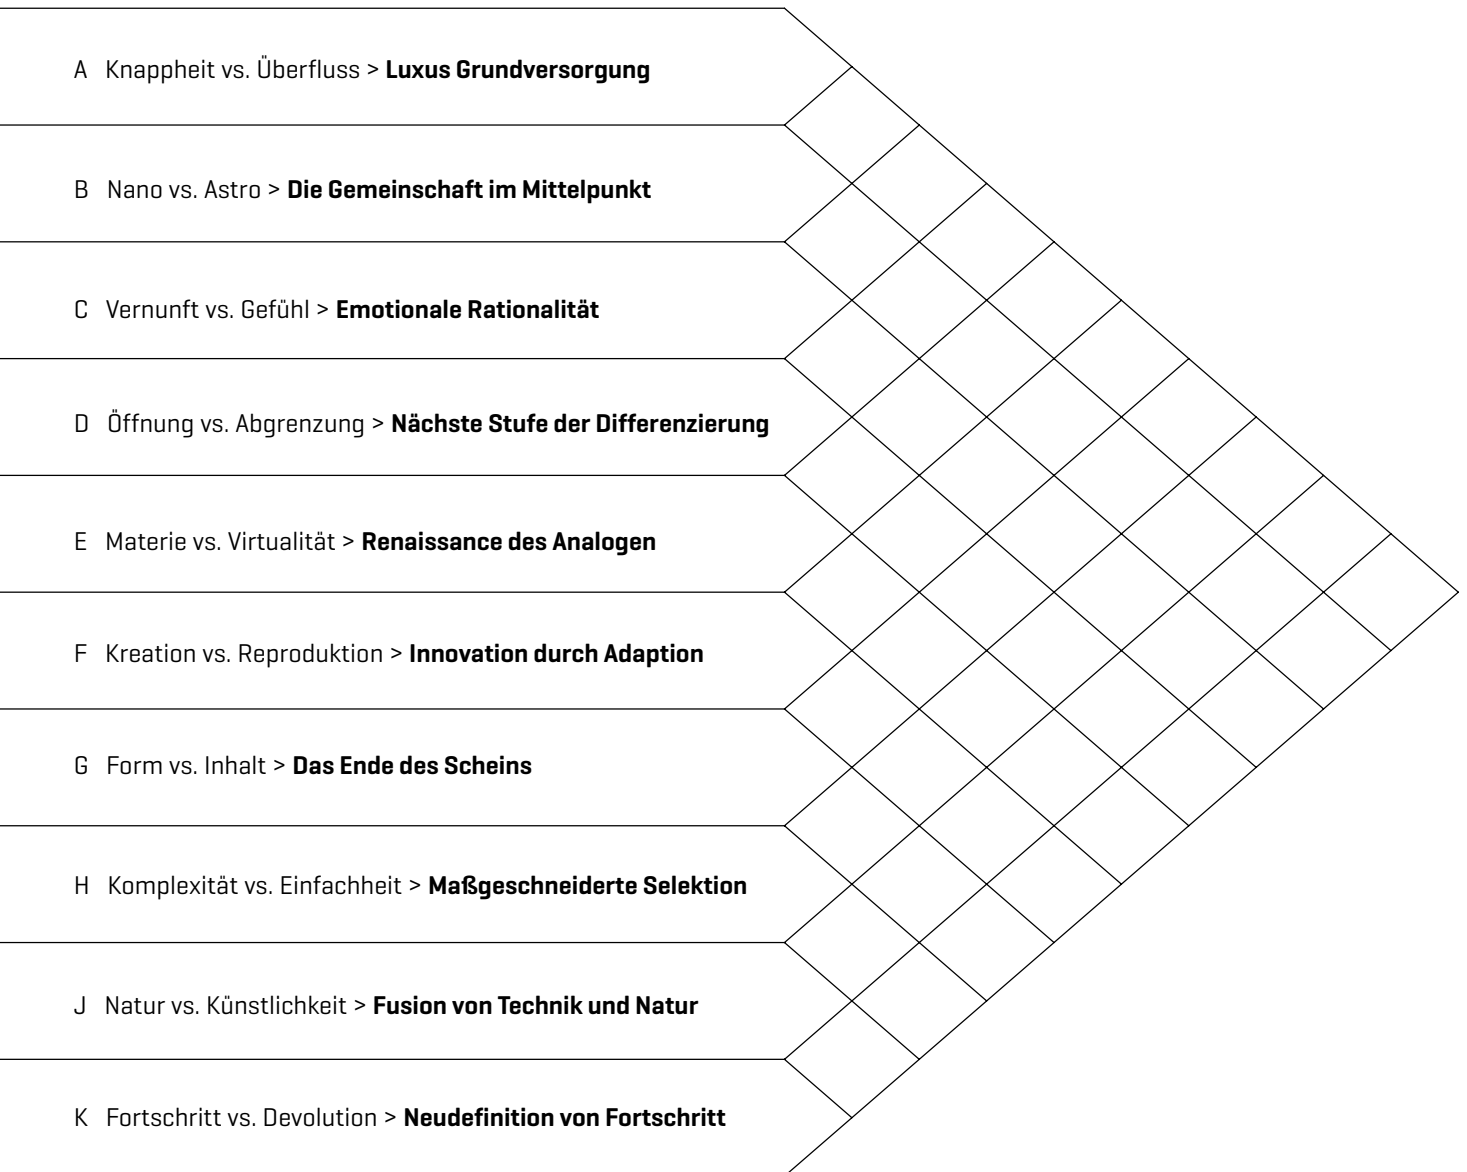 A Knappheit vs. Überfluss > Luxus Grundversorgung
B Nano vs. Astro > Die Gemeinschaft im Mittelpunkt
C Vernunft vs. Gefühl > Emotionale Rationalität
D Öffnung vs. Abgrenzung > Nächste Stufe der Differenzierung
E Materie vs. Virtualität > Renaissance des Analogen
F Kreation vs. Reproduktion > Innovation durch Adaption
G Form vs. Inhalt > Das Ende des Scheins
H Komplexität vs. Einfachheit > Maßgeschneiderte Selektion
J Natur vs. Künstlichkeit > Fusion von Technik und Natur
K Fortschritt vs. Devolution > Neudefinition von Fortschritt